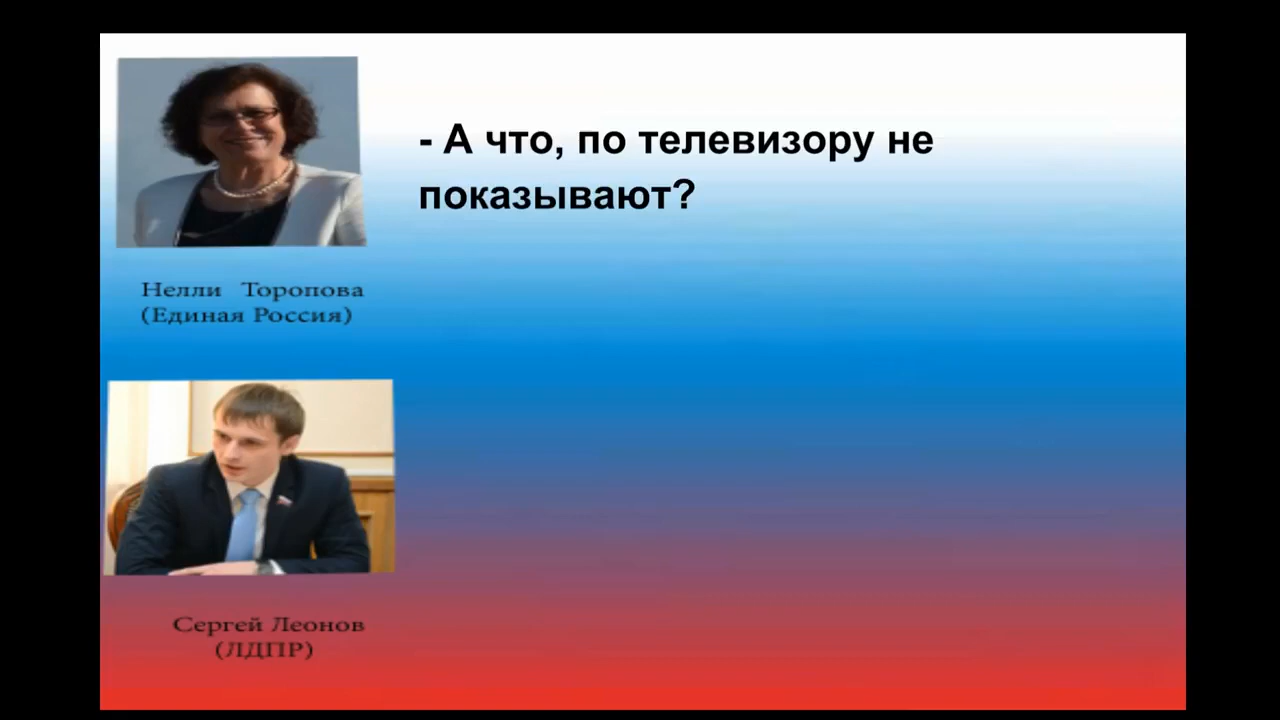 - А что, по телевизору не
показывают?
Нелли Торопова
(Единая Россия)
Сергей Леонов
(ЛДПР)